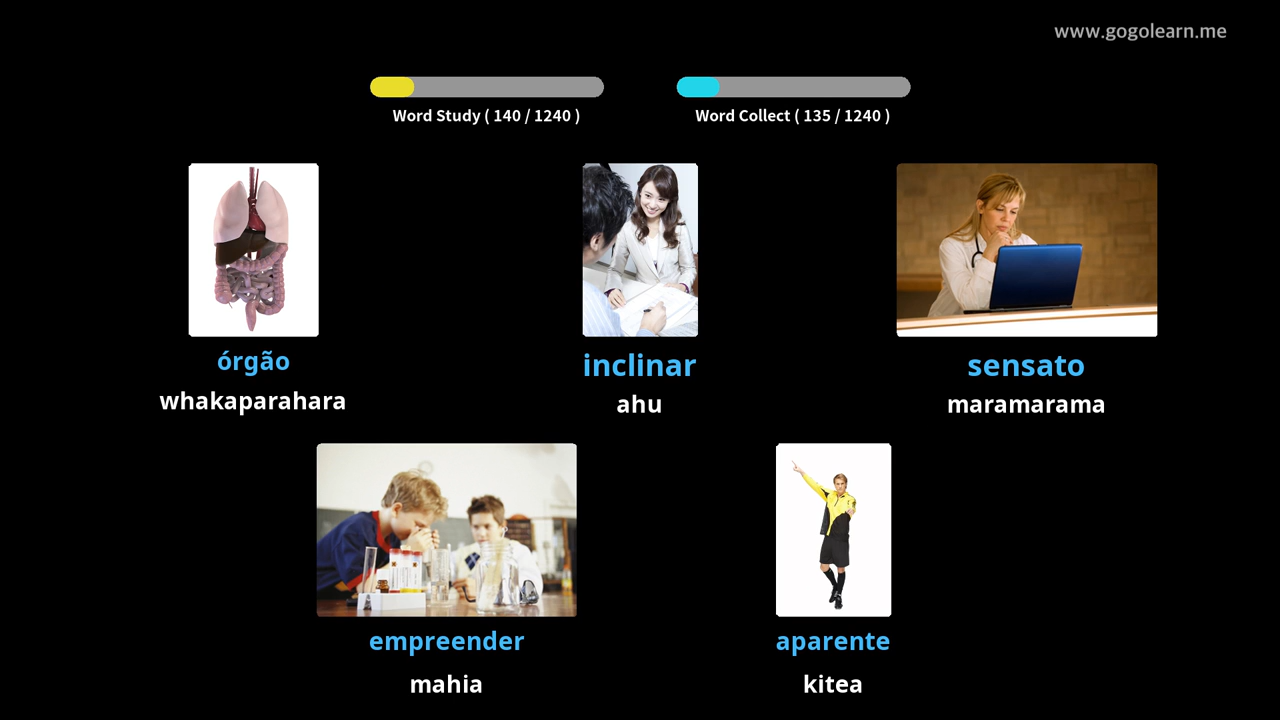 www.gogolearn.me
Word Study ( 140 / 1240 )
Word Collect ( 135 / 1240 )
órgão
whakaparahara
inclinar
ahu
sensato
maramarama
empreender
mahia
aparente
kitea